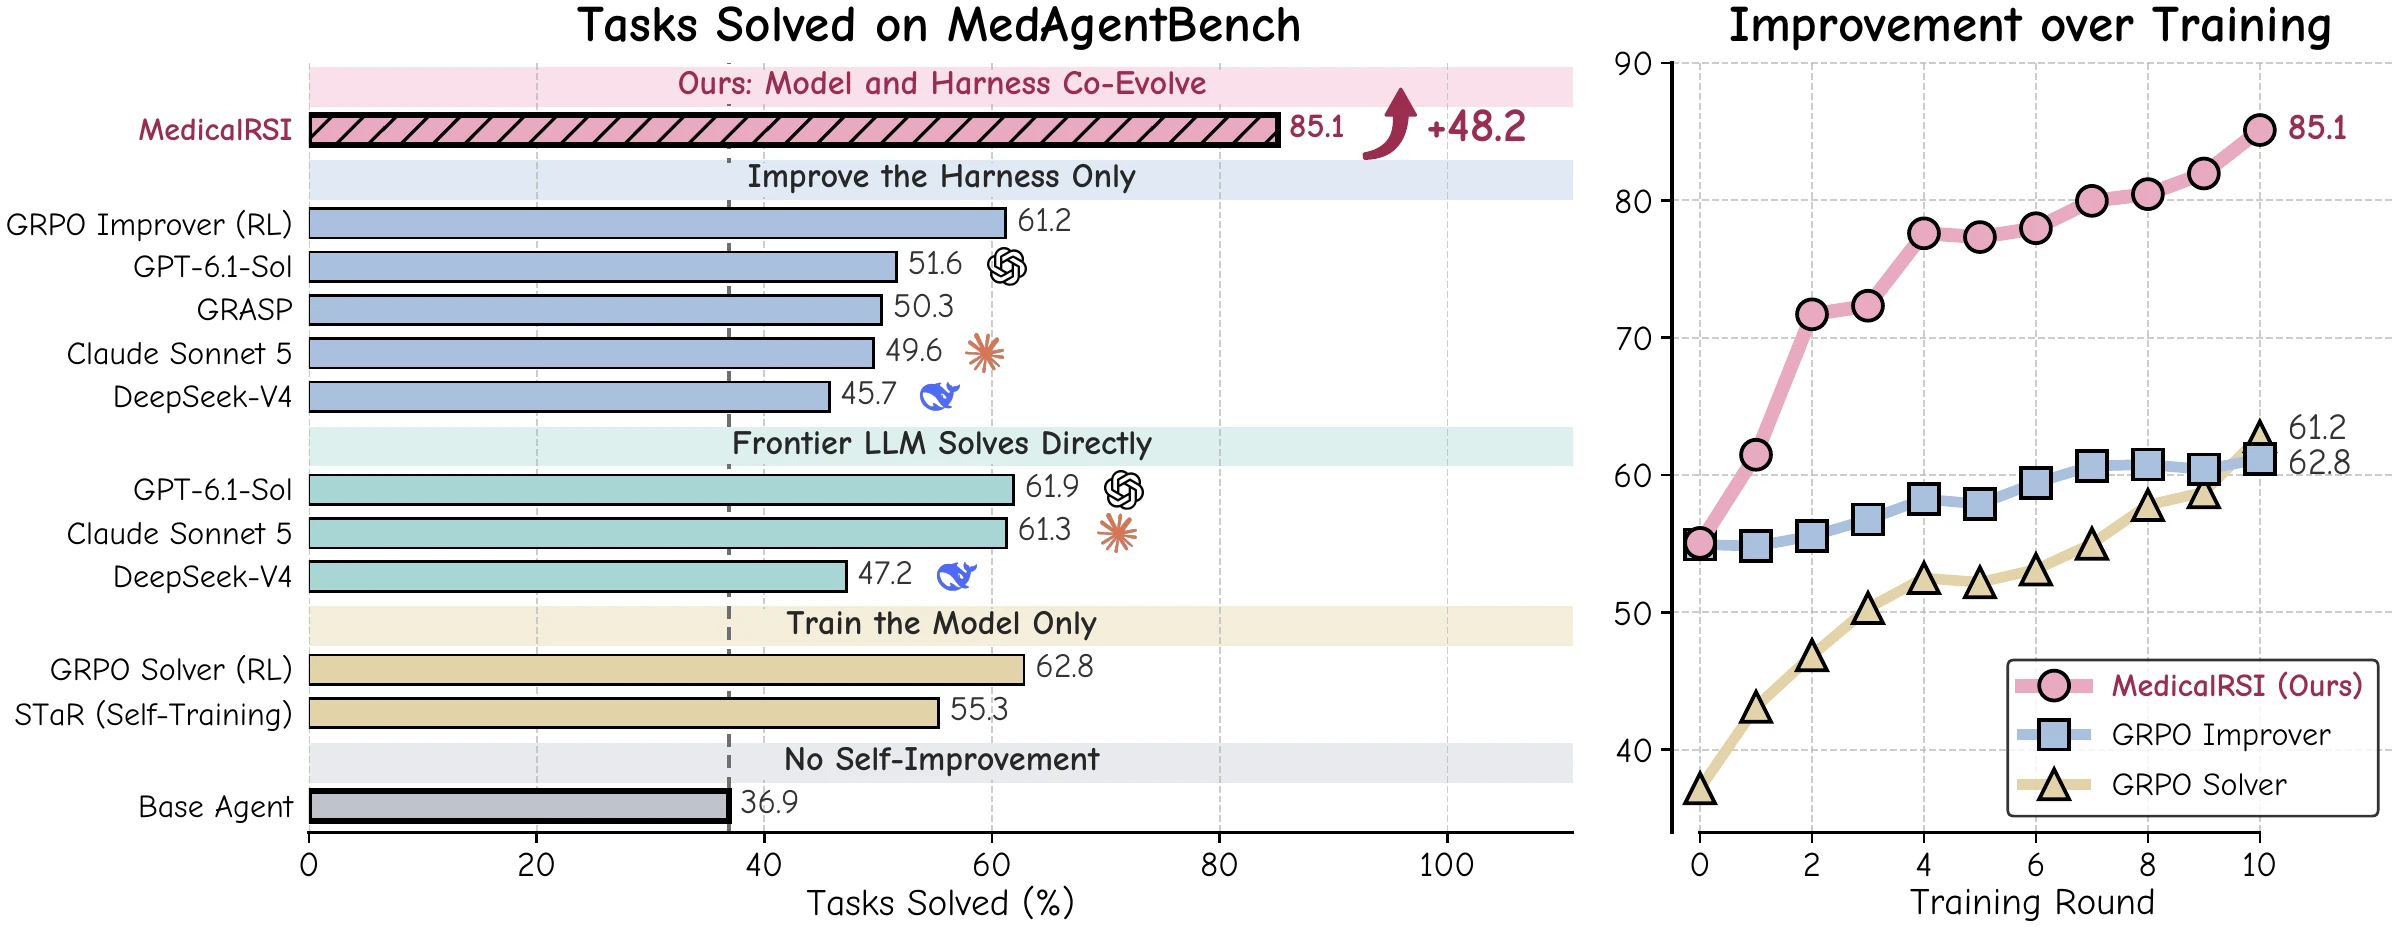 Tasks Solved on MedAgentBench
Ours: Model and Harness Co-Evolve
MedicalRSI 85.1 +48.2
Improve the Harness Only
GRPO Improver (RL) 61.2
GPT-6.1-Sol 51.6
GRASP 50.3
Claude Sonnet 5 49.6
DeepSeek-V4 45.7
Frontier LLM Solves Directly
GPT-6.1-Sol 61.9
Claude Sonnet 5 61.3
DeepSeek-V4 47.2
Train the Model Only
GRPO Solver (RL) 62.8
STaR (Self-Training) 55.3
No Self-Improvement
Base Agent 36.9
0 20 40 60 80 100
Tasks Solved (%)
Improvement over Training
90
80
70
60
50
40
85.1
61.2
62.8
MedicalRSI (Ours)
GRPO Improver
GRPO Solver
0 2 4 6 8 10
Training Round